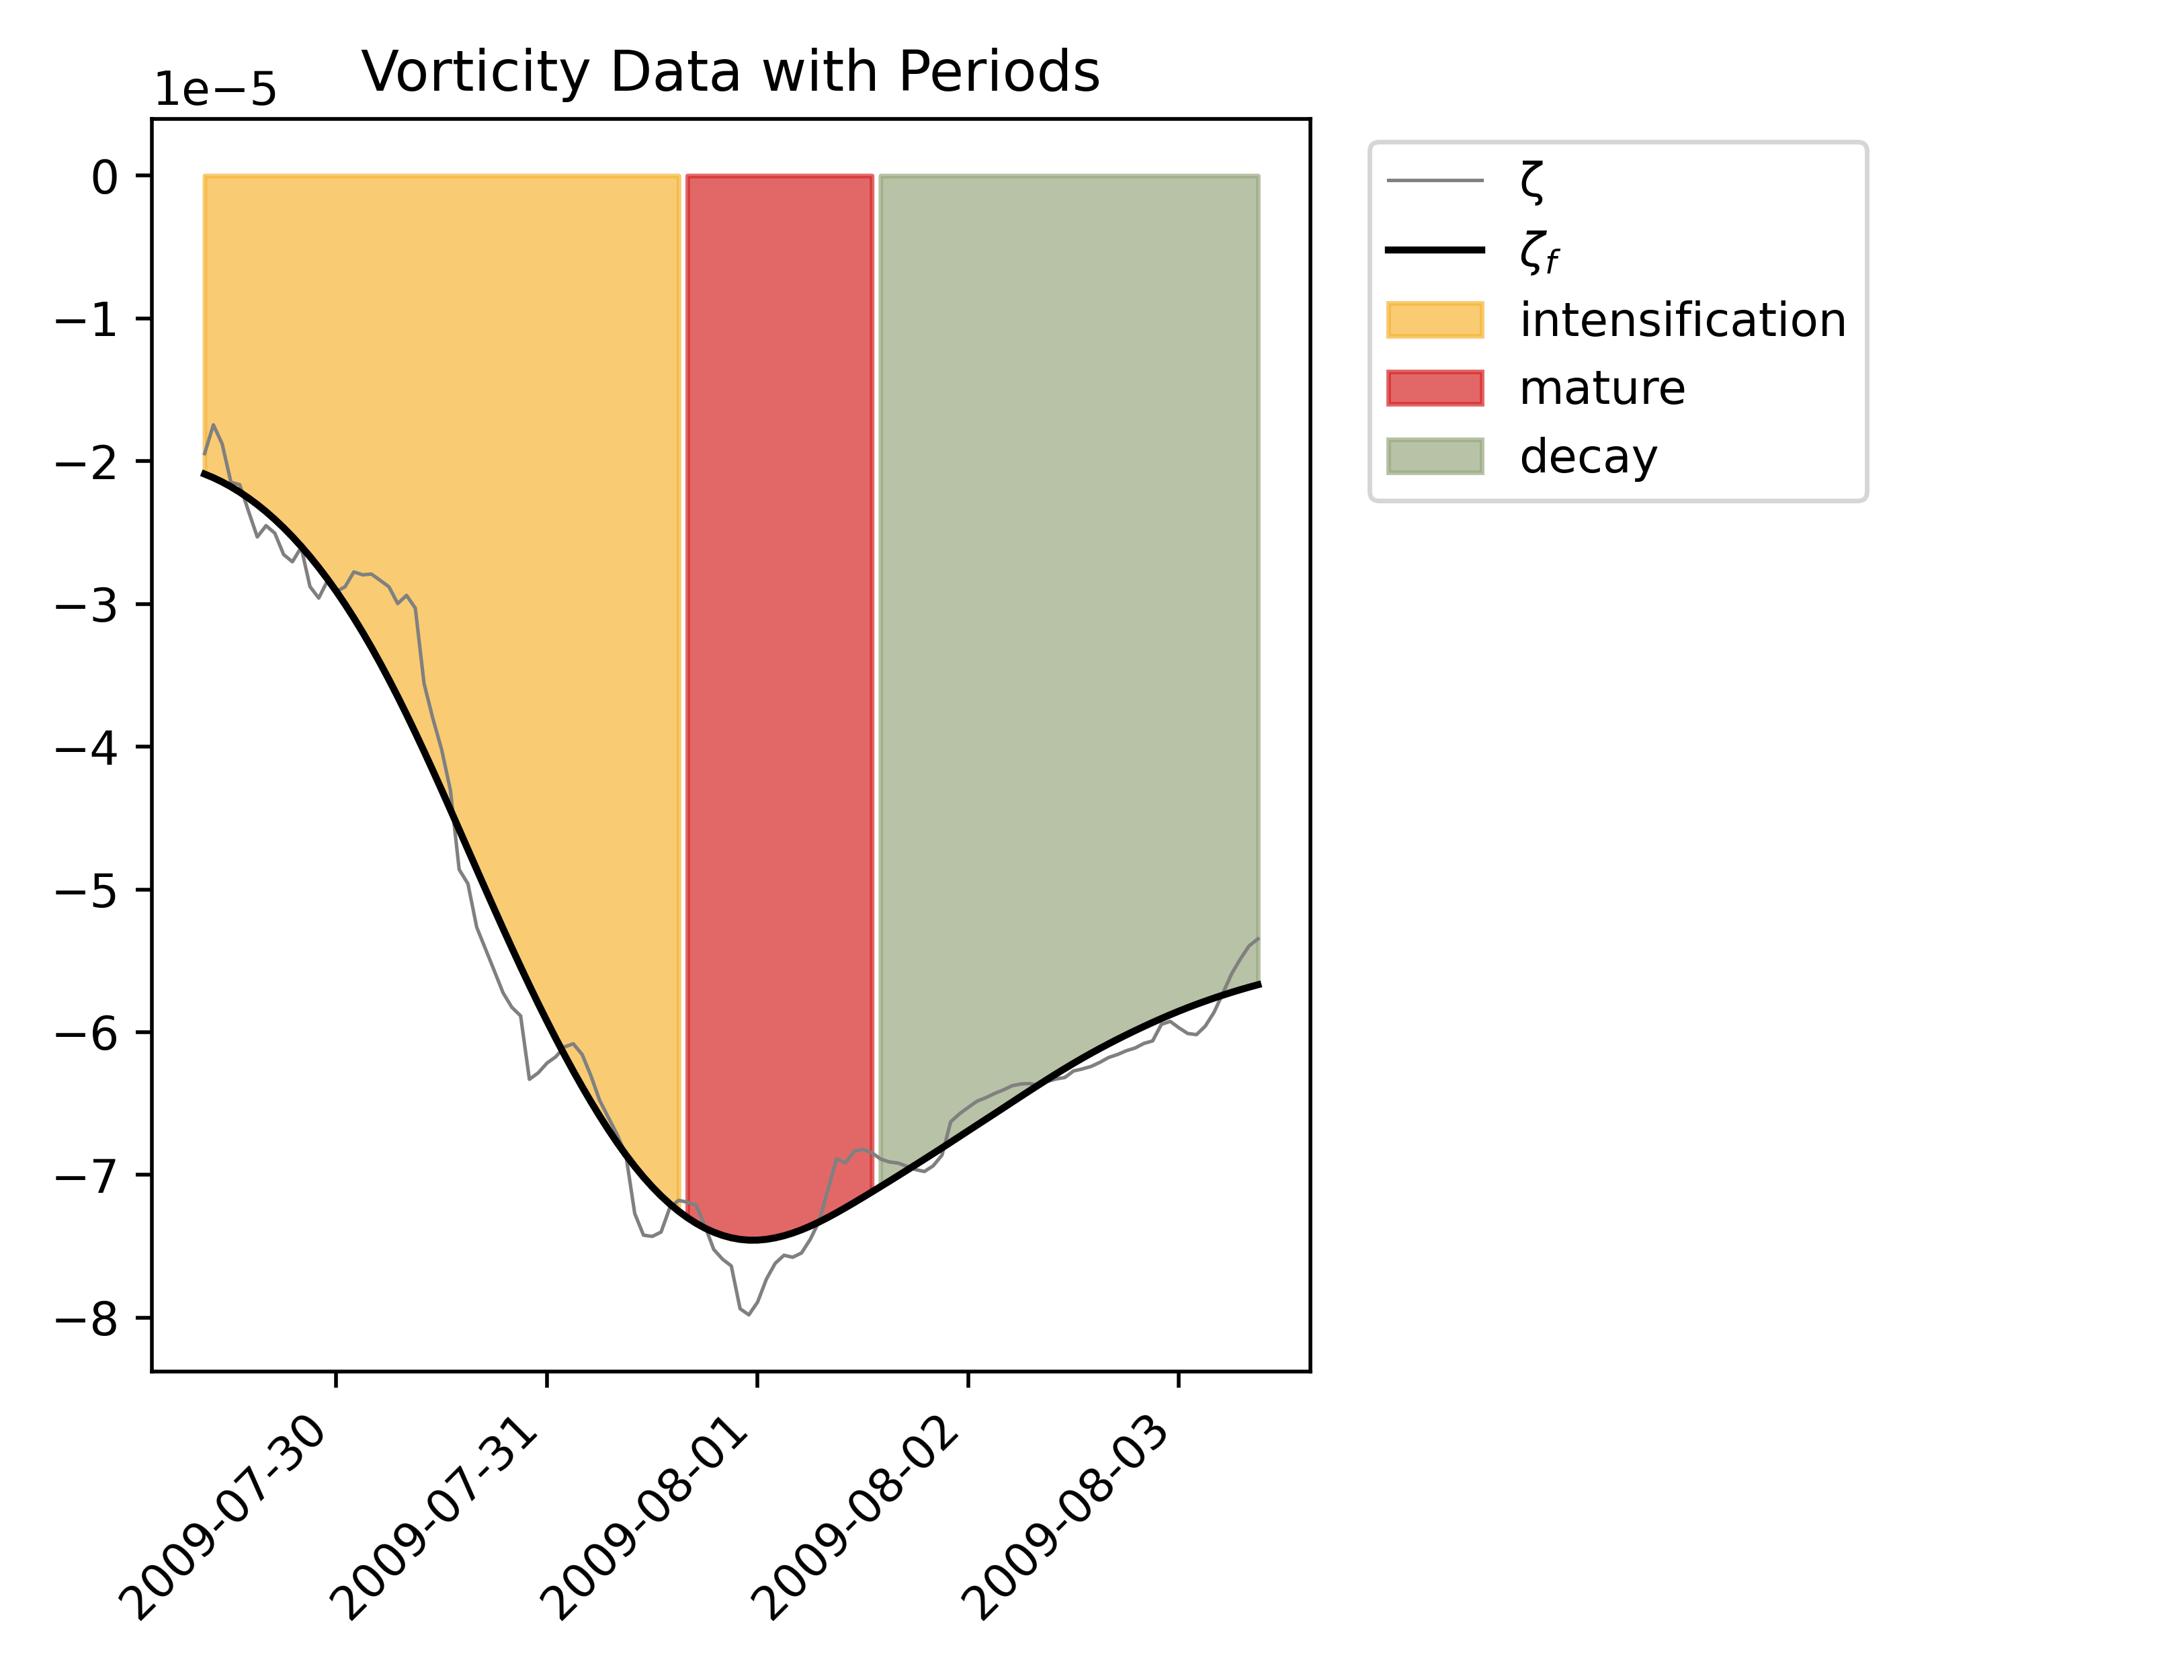 Vorticity Data with Periods
1e−5
0
−1
−2
−3
−4
−5
−6
−7
−8
2009-07-30
2009-07-31
2009-08-01
2009-08-02
2009-08-03
ζ
ζf
intensification
mature
decay